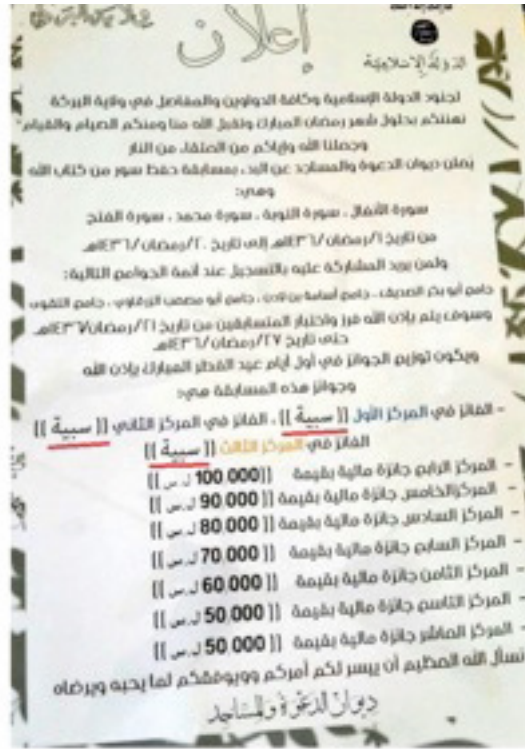 إعلان
الدولة الإسلامية
لجنود الدولة الإسلامية وكافة الدواوين والمفاصل في ولاية البركة
نهنئكم بحلول شهر رمضان المبارك وتقبل الله منا ومنكم الصيام والقيام
وجعلنا الله وإياكم من العتقاء من النار
يُعلن ديوان الدعوة والمساجد عن البدء بمسابقة حفظ سور من كتاب الله
وهي:
سورة الأنفال ، سورة التوبة ، سورة محمد ، سورة الفتح
من تاريخ ١/رمضان/١٤٣٦هـ إلى تاريخ ٢٠/رمضان/١٤٣٦هـ
ولمن يريد المشاركة عليه بالتسجيل عند أئمة الجوامع التالية:
جامع أبو بكر الصديق ، جامع أسامة بن لادن ، جامع أبو مصعب الزرقاوي ، جامع التقوى
وسوف يتم بإذن الله فرز واختبار المتسابقين من تاريخ ٢١/رمضان/١٤٣٦هـ
حتى تاريخ ٢٧/رمضان/١٤٣٦هـ
ويكون توزيع الجوائز في أول أيام عيد الفطر المبارك بإذن الله
وجوائز هذه المسابقة هي:
- الفائز في المركز الأول [[ سبية ]] ، الفائز في المركز الثاني [[ سبية ]]
الفائز في المركز الثالث [[ سبية ]]
- المركز الرابع جائزة مالية بقيمة [[100,000 ل.س ]]
- المركز الخامس جائزة مالية بقيمة [[ 90,000 ل.س ]]
- المركز السادس جائزة مالية بقيمة [[ 80,000 ل.س ]]
- المركز السابع جائزة مالية بقيمة [[ 70,000 ل.س ]]
- المركز الثامن جائزة مالية بقيمة [[ 60,000 ل.س ]]
- المركز التاسع جائزة مالية بقيمة [[ 50,000 ل.س ]]
- المركز العاشر جائزة مالية بقيمة [[ 50,000 ل.س ]]
نسأل الله العظيم أن ييسر لكم أمركم ويوفقكم لما يحبه ويرضاه
ديوان الدعوة والمساجد